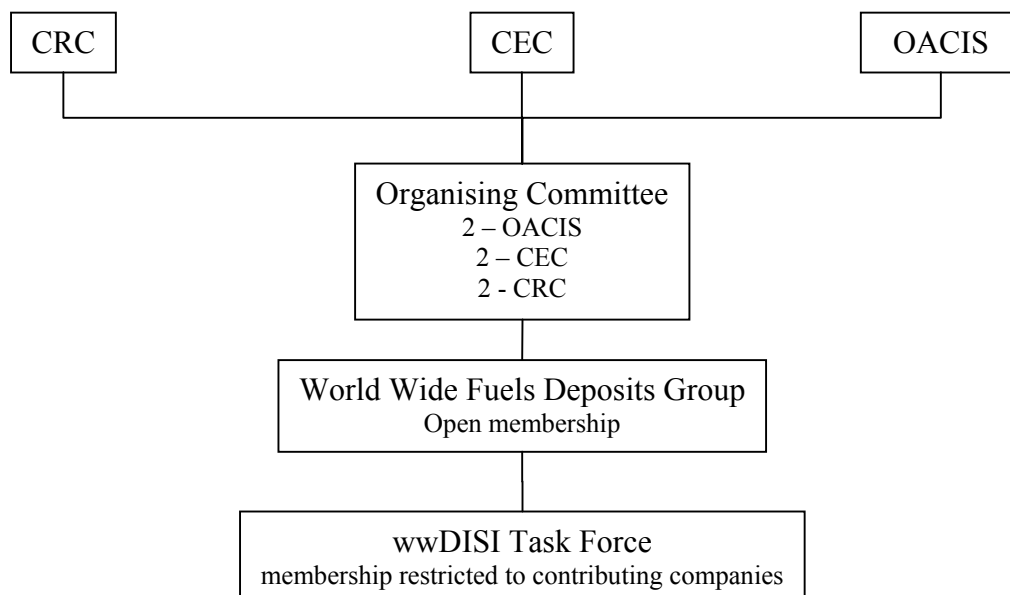 CRC
CEC
OACIS
Organising Committee
2 – OACIS
2 – CEC
2 - CRC
World Wide Fuels Deposits Group
Open membership
wwDISI Task Force
membership restricted to contributing companies